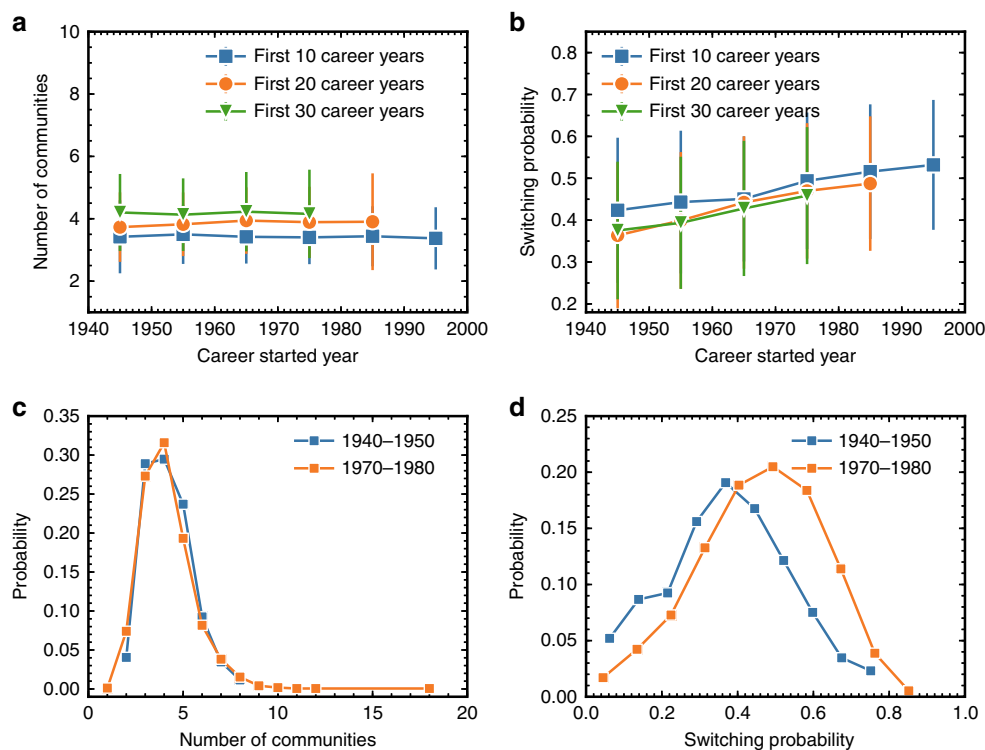 a
10
8
6
4
2
Number of communities
First 10 career years
First 20 career years
First 30 career years
1940 1950 1960 1970 1980 1990 2000
Career started year
b
0.8
0.7
0.6
0.5
0.4
0.3
0.2
Switching probability
First 10 career years
First 20 career years
First 30 career years
1940 1950 1960 1970 1980 1990 2000
Career started year
c
0.35
0.30
0.25
0.20
0.15
0.10
0.05
0.00
Probability
1940–1950
1970–1980
0 5 10 15 20
Number of communities
d
0.25
0.20
0.15
0.10
0.05
0.00
Probability
1940–1950
1970–1980
0.0 0.2 0.4 0.6 0.8 1.0
Switching probability